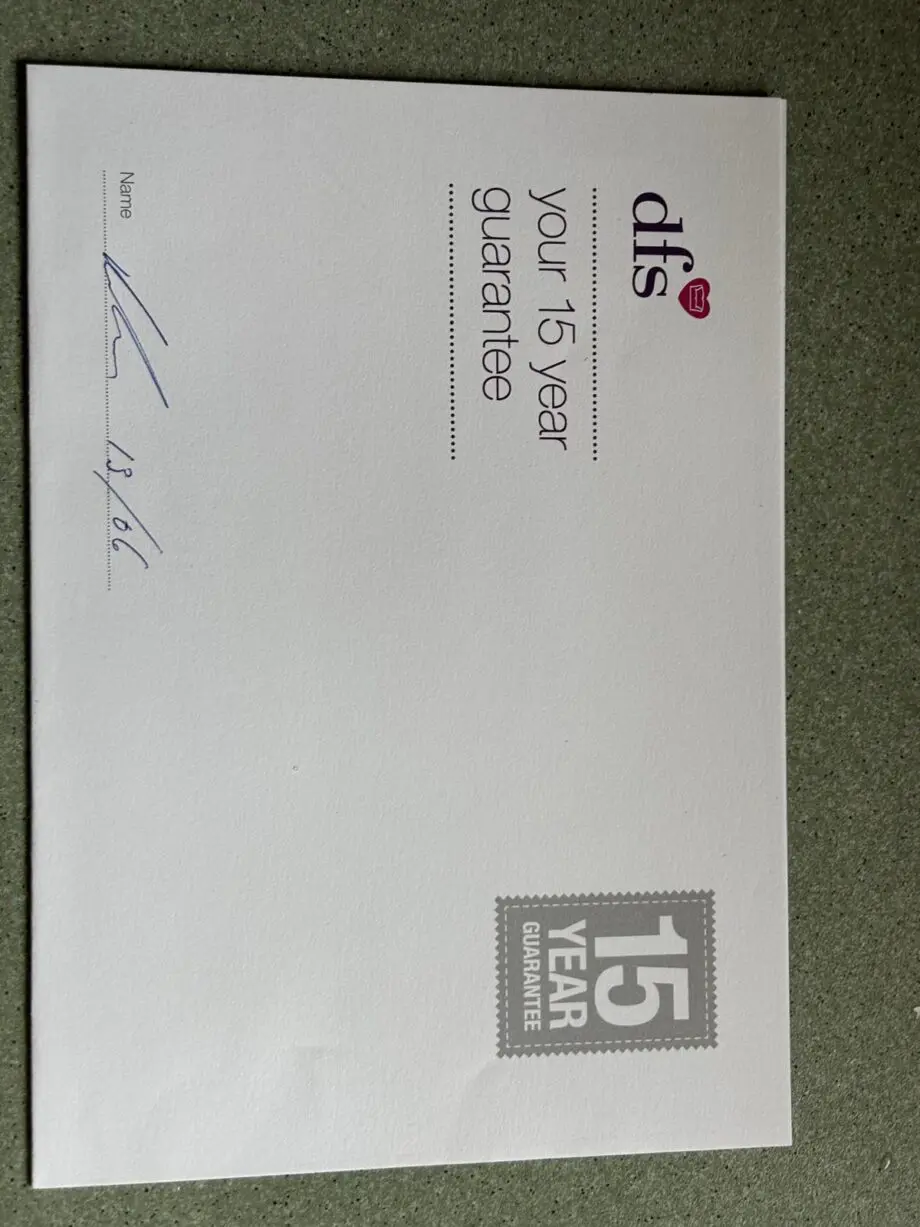 dfs
your 15 year
guarantee
15
YEAR
GUARANTEE
Name 13/06